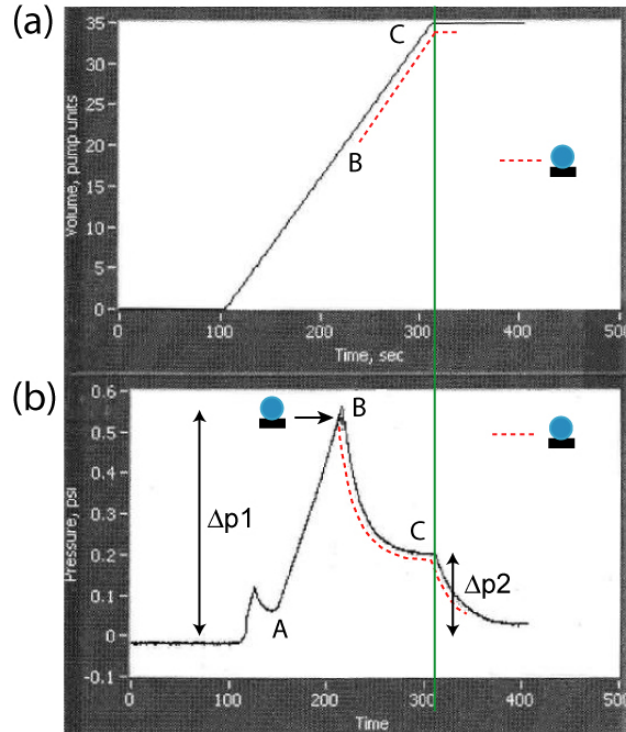 (a)
35
30
25
20
15
10
5
0
Volume, pump units
C
B
0 100 200 300 400 500
Time, sec
(b)
0.6
0.5
0.4
0.3
0.2
0.1
0
-0.1
Pressure, psi
B
Δp1
C
Δp2
A
0 100 200 300 400 500
Time